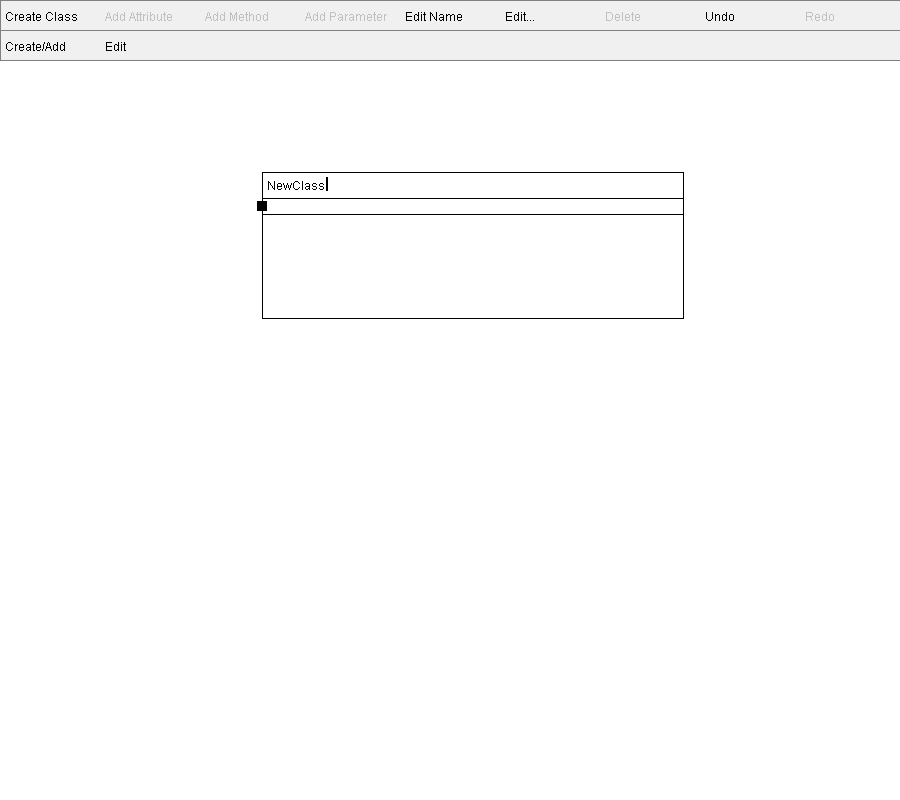 Create Class Add Attribute Add Method Add Parameter Edit Name Edit... Delete Undo Redo
Create/Add Edit
NewClass